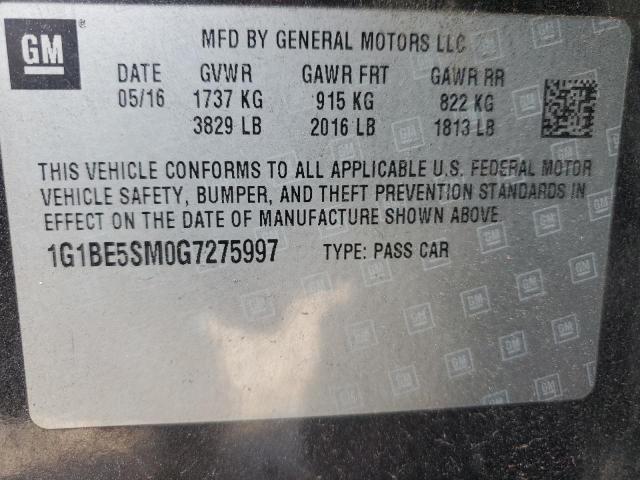 GM ®
MFD BY GENERAL MOTORS LLC
DATE GVWR GAWR FRT GAWR RR
05/16 1737 KG 915 KG 822 KG
3829 LB 2016 LB 1813 LB
THIS VEHICLE CONFORMS TO ALL APPLICABLE U.S. FEDERAL MOTOR
VEHICLE SAFETY, BUMPER, AND THEFT PREVENTION STANDARDS IN
EFFECT ON THE DATE OF MANUFACTURE SHOWN ABOVE.
1G1BE5SM0G7275997 TYPE: PASS CAR